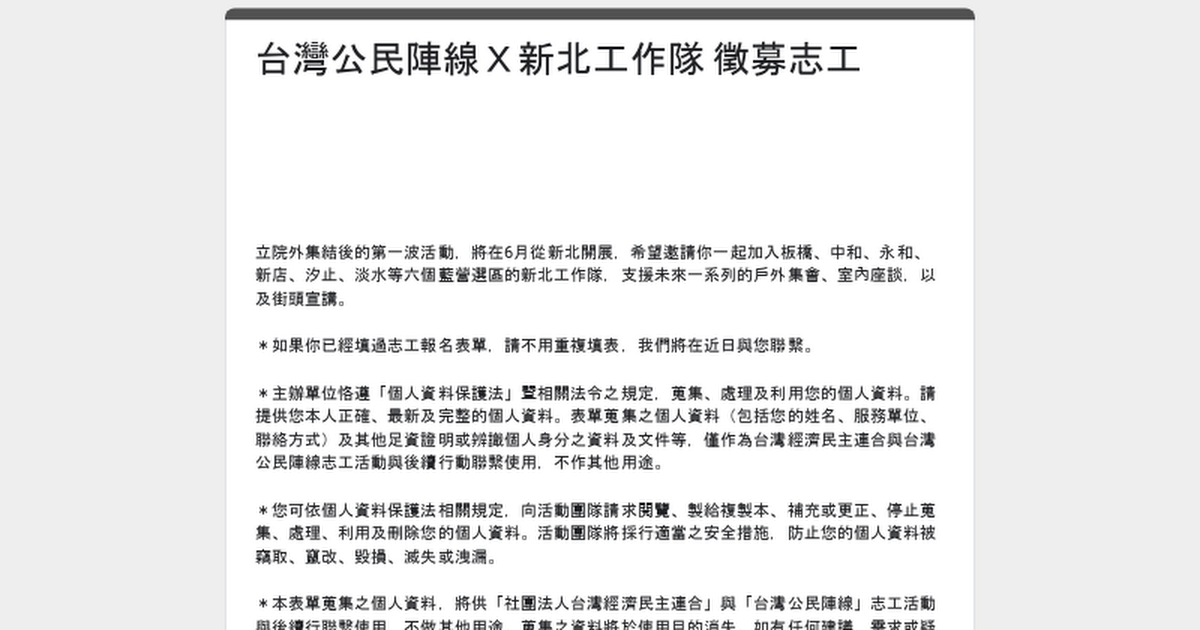 台灣公民陣線 X 新北工作隊 徵募志工
立院外集結後的第一波活動，將在6月從新北開展，希望邀請你一起加入板橋、中和、永和、
新店、汐止、淡水等六個藍營選區的新北工作隊，支援未來一系列的戶外集會、室內座談，以
及街頭宣講。
＊如果你已經填過志工報名表單，請不用重複填表，我們將在近日與您聯繫。
＊主辦單位恪遵「個人資料保護法」暨相關法令之規定，蒐集、處理及利用您的個人資料。請
提供您本人正確、最新及完整的個人資料。表單蒐集之個人資料（包括您的姓名、服務單位、
聯絡方式）及其他足資證明或辨識個人身分之資料及文件等，僅作為台灣經濟民主連合與台灣
公民陣線志工活動與後續行動聯繫使用，不作其他用途。
＊您可依個人資料保護法相關規定，向活動團隊請求閱覽、製給複製本、補充或更正、停止蒐
集、處理、利用及刪除您的個人資料。活動團隊將採行適當之安全措施，防止您的個人資料被
竊取、竄改、毀損、滅失或洩漏。
＊本表單蒐集之個人資料，將供「社團法人台灣經濟民主連合」與「台灣公民陣線」志工活動
與後續行聯繫使用，不做其他用途。蒐集之資料將於使用目的消失，如有任何建議、需求或疑